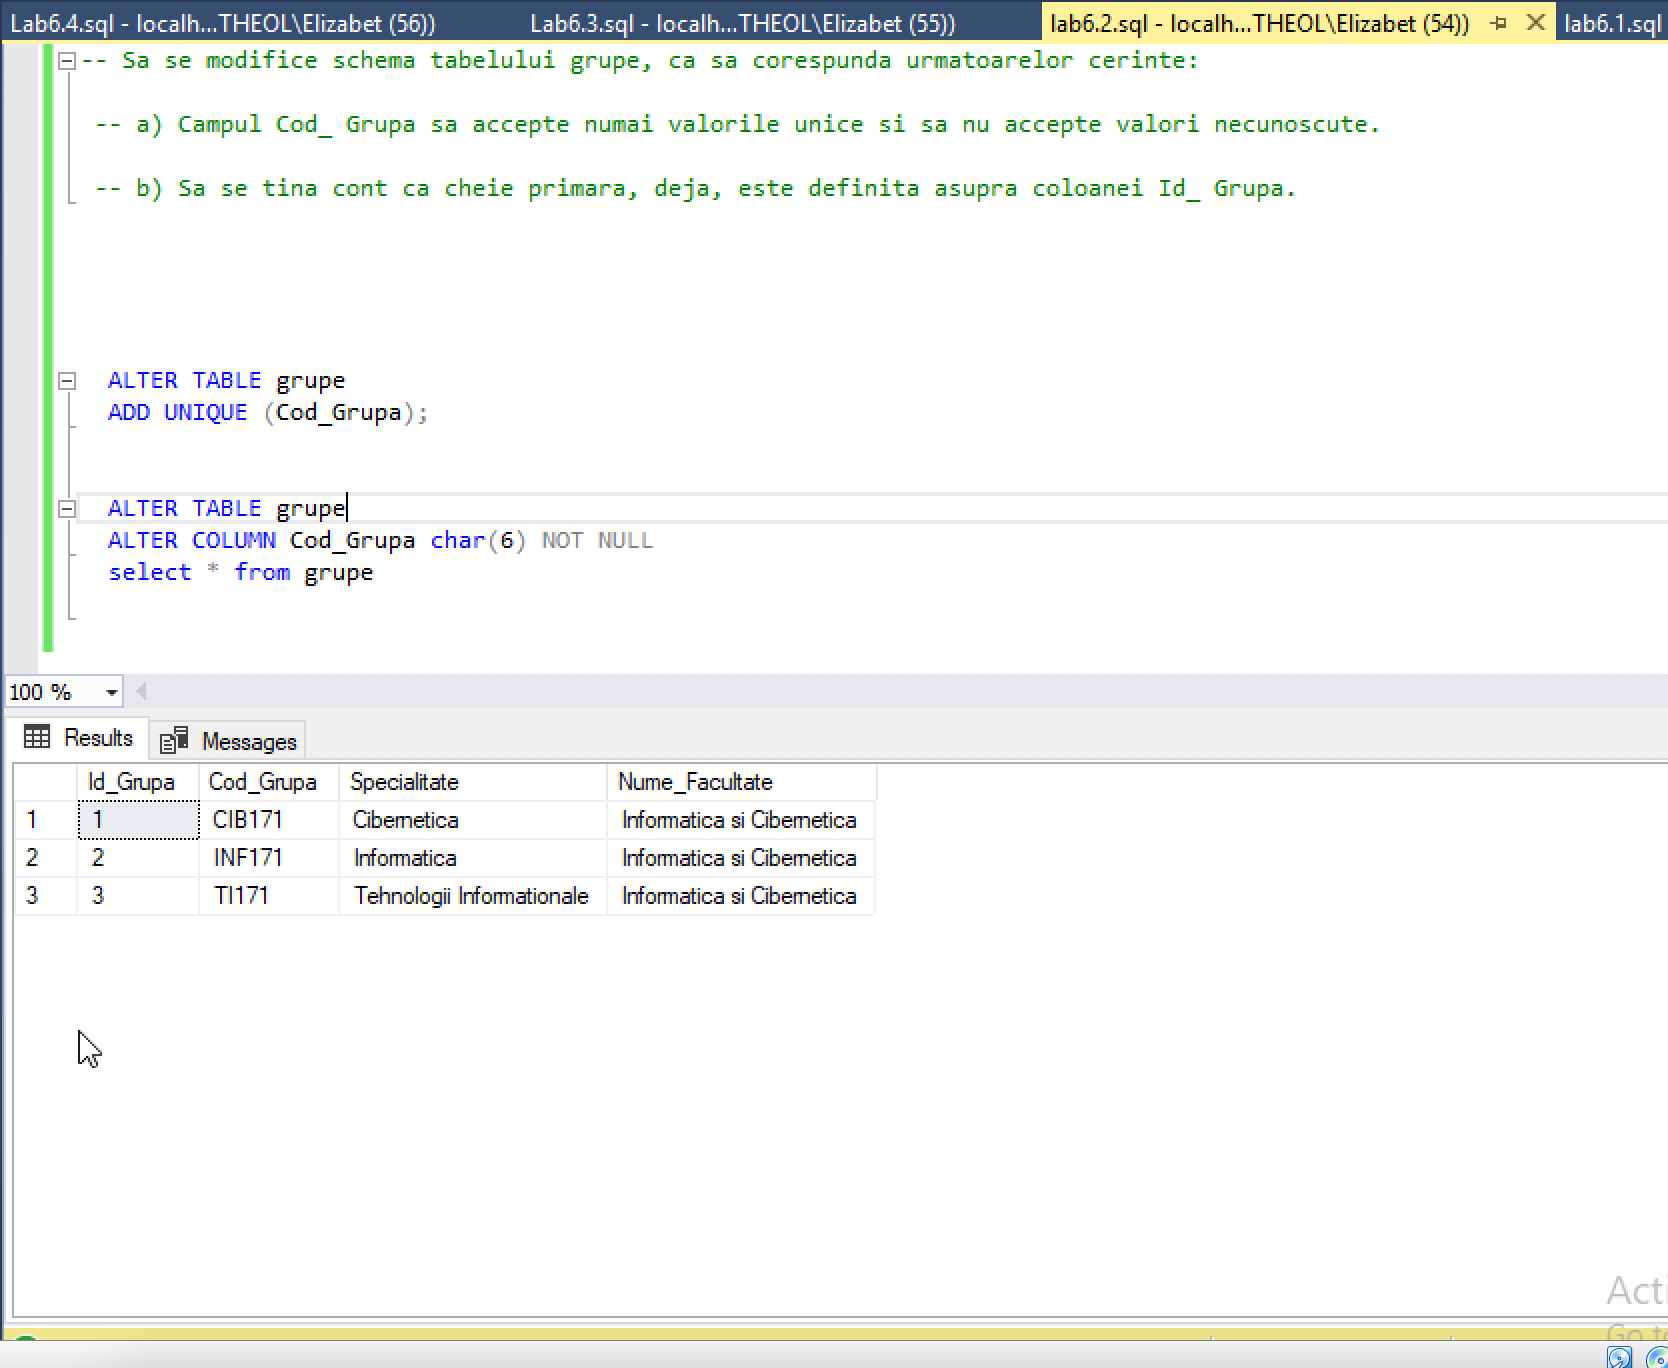 Lab6.4.sql - localh...THEOL\Elizabet (56))
Lab6.3.sql - localh...THEOL\Elizabet (55))
lab6.2.sql - localh...THEOL\Elizabet (54))
lab6.1.sql
-- Sa se modifice schema tabelului grupe, ca sa corespunda urmatoarelor cerinte:
-- a) Campul Cod_ Grupa sa accepte numai valorile unice si sa nu accepte valori necunoscute.
-- b) Sa se tina cont ca cheie primara, deja, este definita asupra coloanei Id_ Grupa.
ALTER TABLE grupe
ADD UNIQUE (Cod_Grupa);
ALTER TABLE grupe
ALTER COLUMN Cod_Grupa char(6) NOT NULL
select * from grupe
100 %
Results Messages
Id_Grupa Cod_Grupa Specialitate Nume_Facultate
1 1 CIB171 Cibernetica Informatica si Cibernetica
2 2 INF171 Informatica Informatica si Cibernetica
3 3 TI171 Tehnologii Informationale Informatica si Cibernetica
Acti
Go to